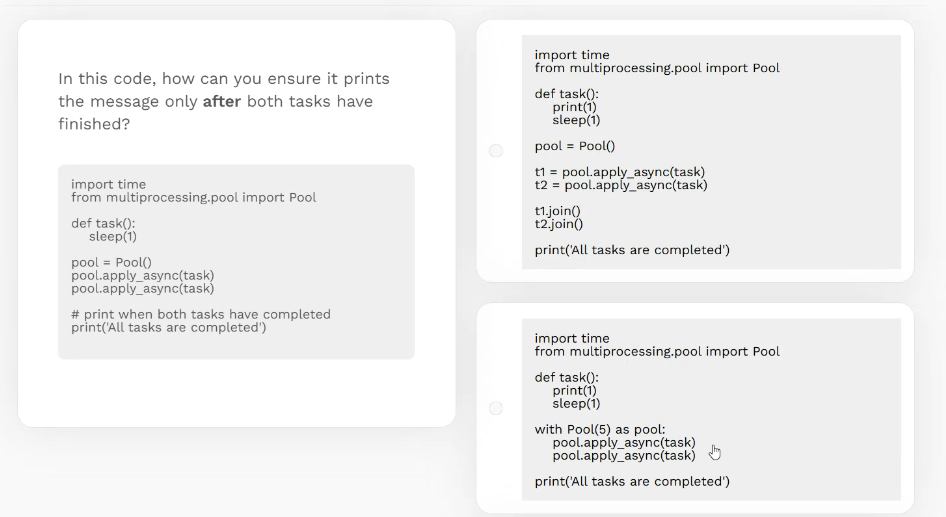 In this code, how can you ensure it prints
the message only after both tasks have
finished?
import time
from multiprocessing.pool import Pool
def task():
sleep(1)
pool = Pool()
pool.apply_async(task)
pool.apply_async(task)
# print when both tasks have completed
print('All tasks are completed')
import time
from multiprocessing.pool import Pool
def task():
print(1)
sleep(1)
pool = Pool()
t1 = pool.apply_async(task)
t2 = pool.apply_async(task)
t1.join()
t2.join()
print('All tasks are completed')
import time
from multiprocessing.pool import Pool
def task():
print(1)
sleep(1)
with Pool(5) as pool:
pool.apply_async(task)
pool.apply_async(task)
print('All tasks are completed')